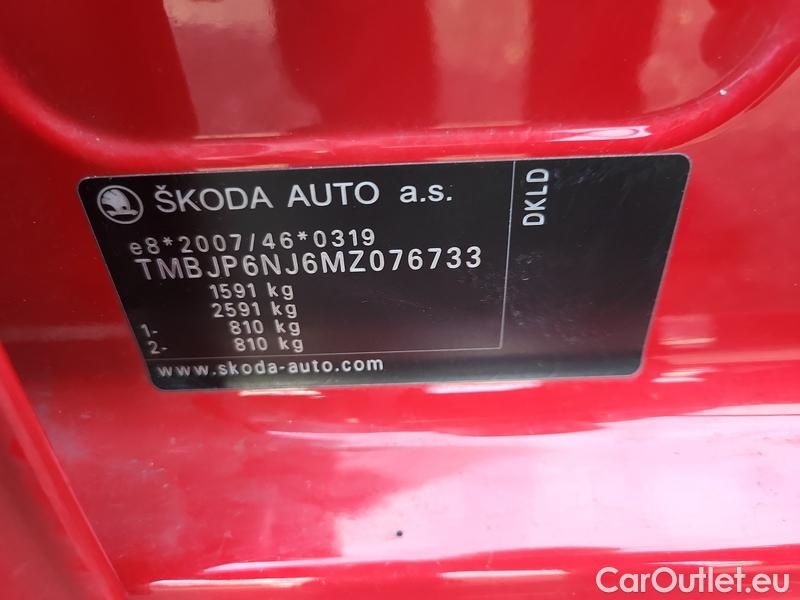 ŠKODA AUTO a.s.
e8*2007/46*0319
TMBJP6NJ6MZ076733
1591 kg
2591 kg
1- 810 kg
2- 810 kg
www.skoda-auto.com
DKLD
CarOutlet.eu